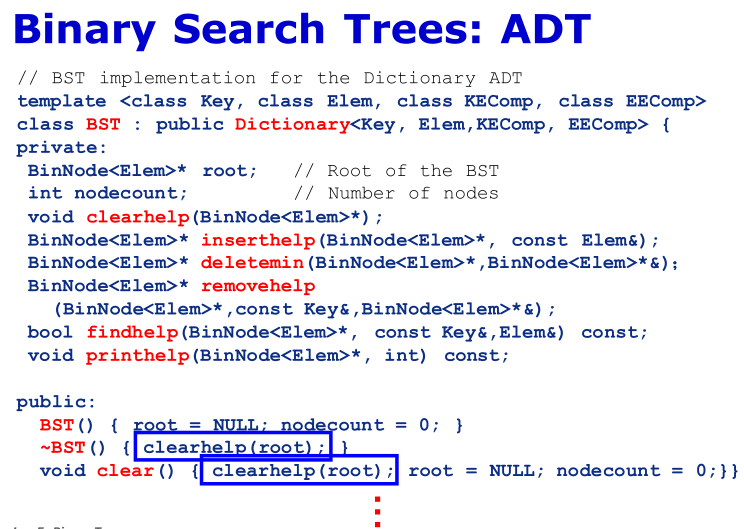 Binary Search Trees: ADT
// BST implementation for the Dictionary ADT
template <class Key, class Elem, class KEComp, class EEComp>
class BST : public Dictionary<Key, Elem,KEComp, EEComp> {
private:
BinNode<Elem>* root; // Root of the BST
int nodecount; // Number of nodes
void clearhelp(BinNode<Elem>*);
BinNode<Elem>* inserthelp(BinNode<Elem>*, const Elem&);
BinNode<Elem>* deletemin(BinNode<Elem>*,BinNode<Elem>*&);
BinNode<Elem>* removehelp
(BinNode<Elem>*,const Key&,BinNode<Elem>*&);
bool findhelp(BinNode<Elem>*, const Key&,Elem&) const;
void printhelp(BinNode<Elem>*, int) const;
public:
BST() { root = NULL; nodecount = 0; }
~BST() { clearhelp(root); }
void clear() { clearhelp(root); root = NULL; nodecount = 0;}}